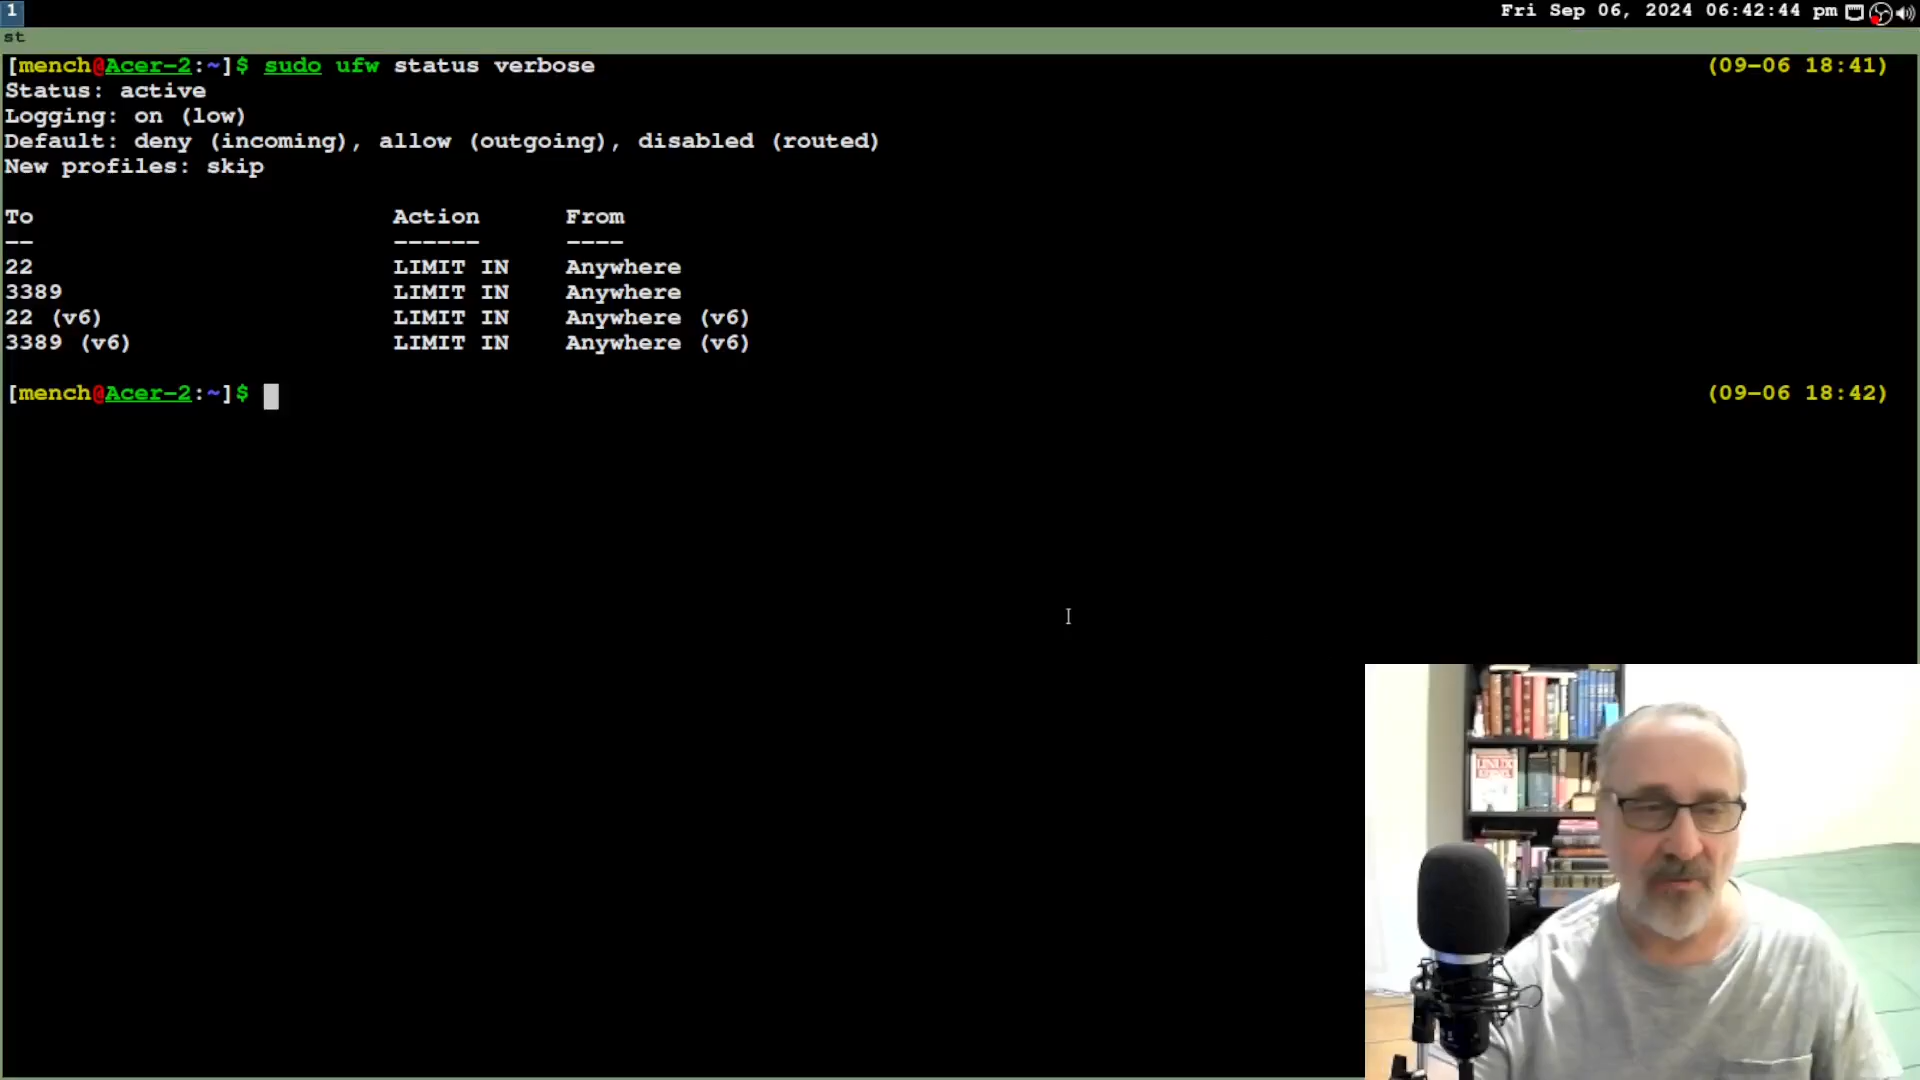 1
Fri Sep 06, 2024 06:42:44 pm
st
[mench@Acer-2:~]$ sudo ufw status verbose (09-06 18:41)
Status: active
Logging: on (low)
Default: deny (incoming), allow (outgoing), disabled (routed)
New profiles: skip
To Action From
-- ------ ----
22 LIMIT IN Anywhere
3389 LIMIT IN Anywhere
22 (v6) LIMIT IN Anywhere (v6)
3389 (v6) LIMIT IN Anywhere (v6)
[mench@Acer-2:~]$ (09-06 18:42)
LINUX